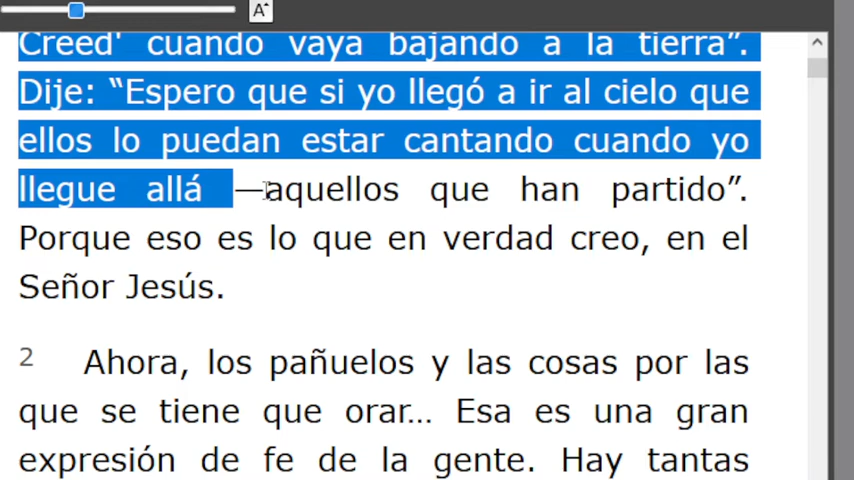 A
Creed' cuando vaya bajando a la tierra”.
Dije: “Espero que si yo llegó a ir al cielo que
ellos lo puedan estar cantando cuando yo
llegue allá —aquellos que han partido”.
Porque eso es lo que en verdad creo, en el
Señor Jesús.
2 Ahora, los pañuelos y las cosas por las
que se tiene que orar... Esa es una gran
expresión de fe de la gente. Hay tantas